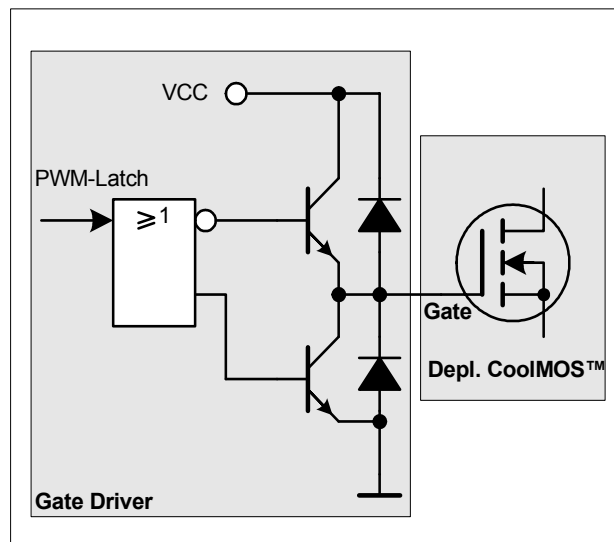 VCC
PWM-Latch
≥1
Gate
Depl. CoolMOS™
Gate Driver